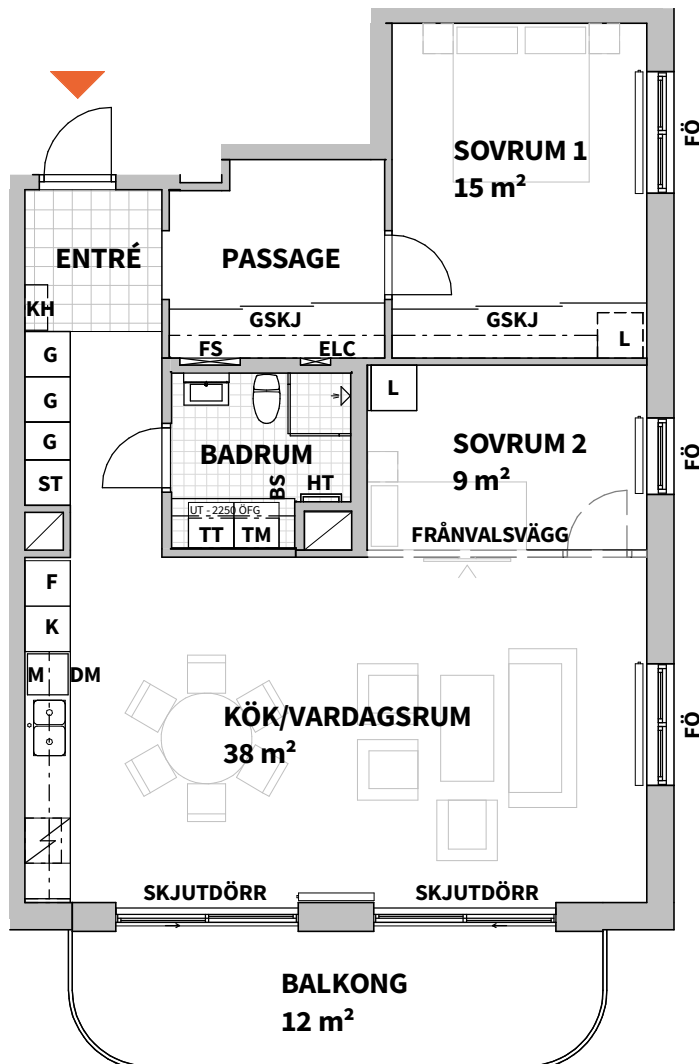 SOVRUM 1
15 m²
FÖ
ENTRÉ
PASSAGE
KH
GSKJ
GSKJ
L
FS
ELC
G
G
G
ST
L
BADRUM
SOVRUM 2
9 m²
FÖ
BS
HT
UT - 2250 ÖFG
TT
TM
FRÅNVALSVÄGG
F
K
M
DM
KÖK/VARDAGSRUM
38 m²
FÖ
SKJUTDÖRR
SKJUTDÖRR
BALKONG
12 m²